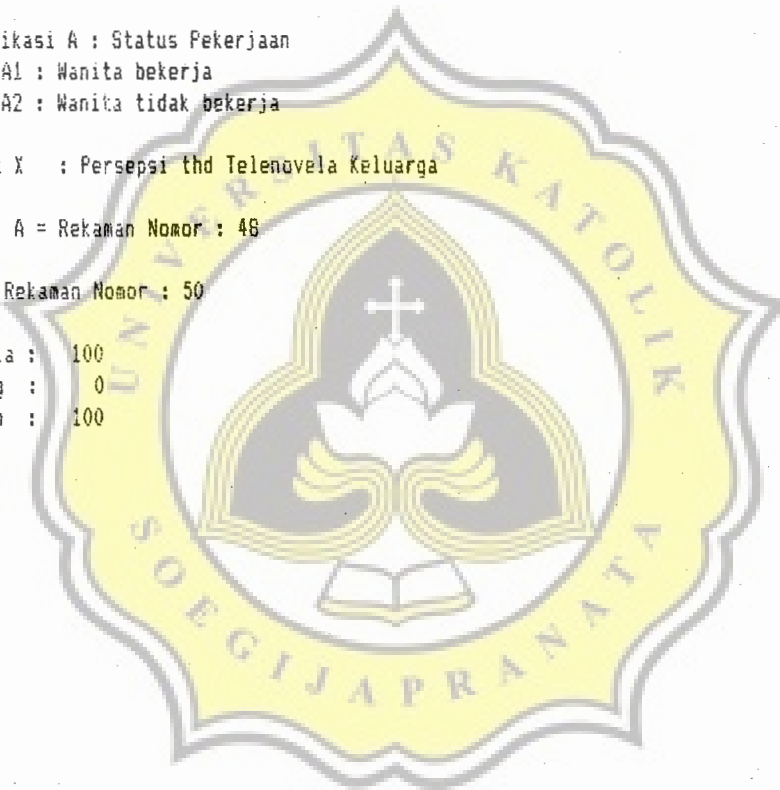 ikasi A : Status Pekerjaan
A1 : Wanita bekerja
A2 : Wanita tidak bekerja
X : Persepsi thd Telenovela Keluarga
A = Rekaman Nomor : 48
Rekaman Nomor : 50
a : 100
: 0
: 100
UNIVERSITAS KATOLIK
SOEGIJAPRANATA